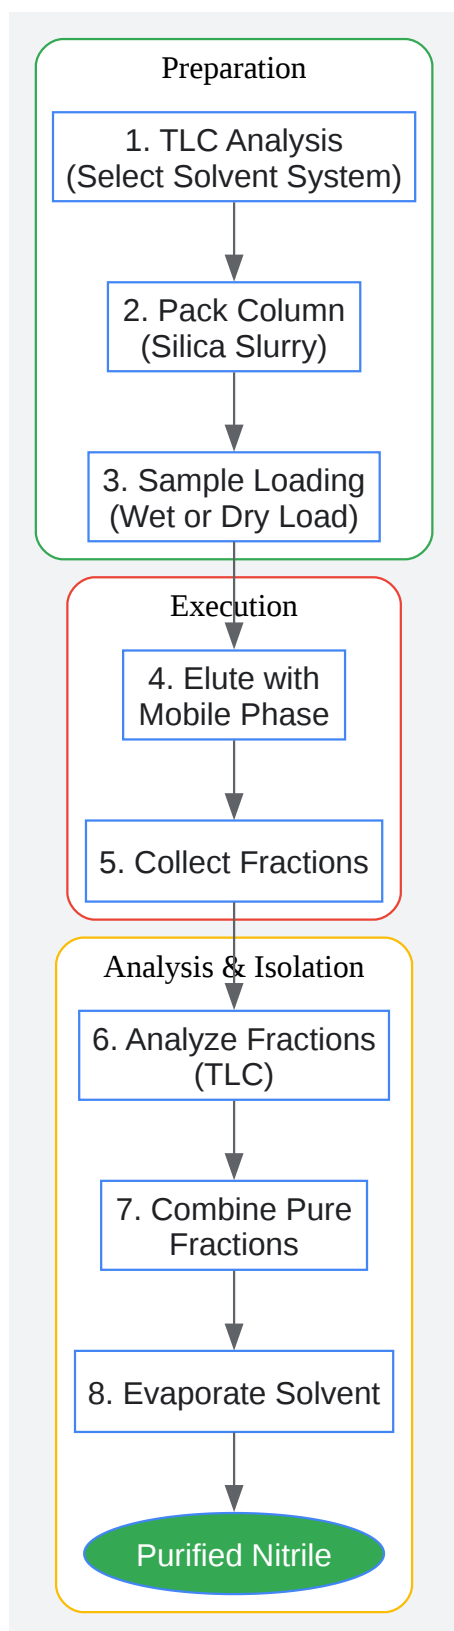 Preparation
1. TLC Analysis
(Select Solvent System)
2. Pack Column
(Silica Slurry)
3. Sample Loading
(Wet or Dry Load)
Execution
4. Elute with
Mobile Phase
5. Collect Fractions
Analysis & Isolation
6. Analyze Fractions
(TLC)
7. Combine Pure
Fractions
8. Evaporate Solvent
Purified Nitrile